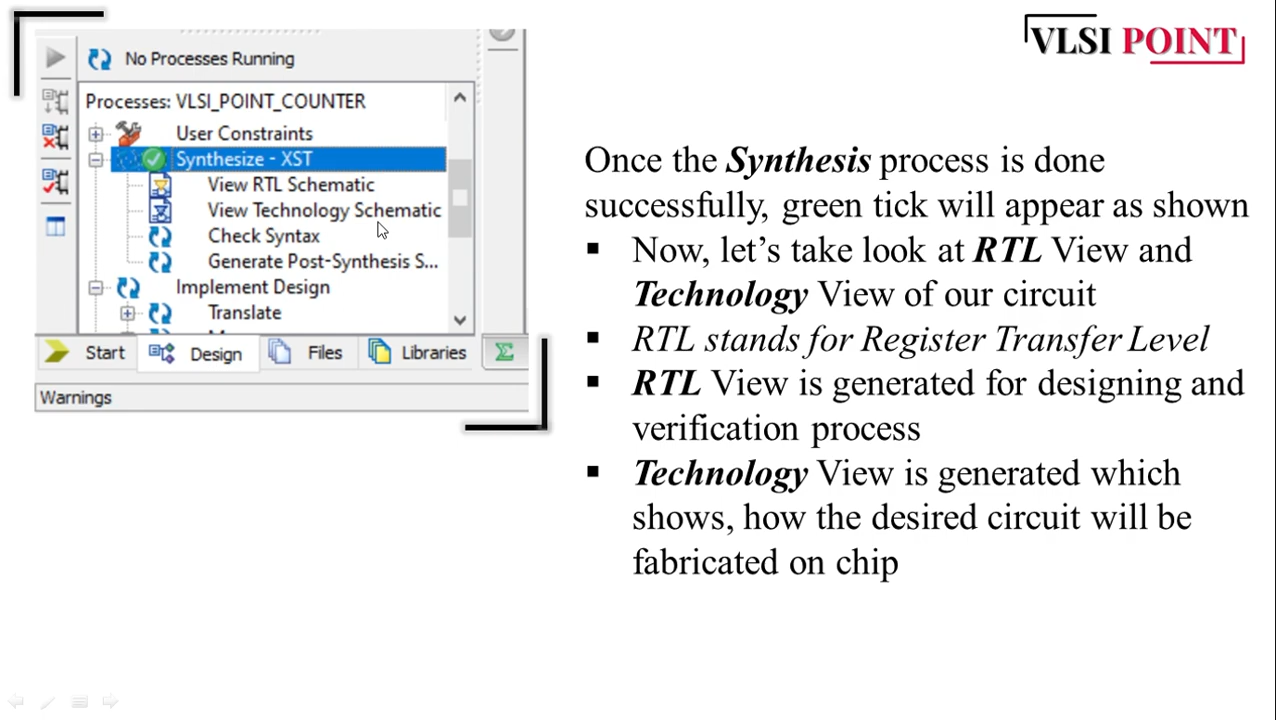 VLSI POINT
No Processes Running
Processes: VLSI_POINT_COUNTER
User Constraints
Synthesize - XST
View RTL Schematic
View Technology Schematic
Check Syntax
Generate Post-Synthesis S...
Implement Design
Translate
Start
Design
Files
Libraries
Warnings
Once the Synthesis process is done
successfully, green tick will appear as shown
▪ Now, let’s take look at RTL View and
Technology View of our circuit
▪ RTL stands for Register Transfer Level
▪ RTL View is generated for designing and
verification process
▪ Technology View is generated which
shows, how the desired circuit will be
fabricated on chip